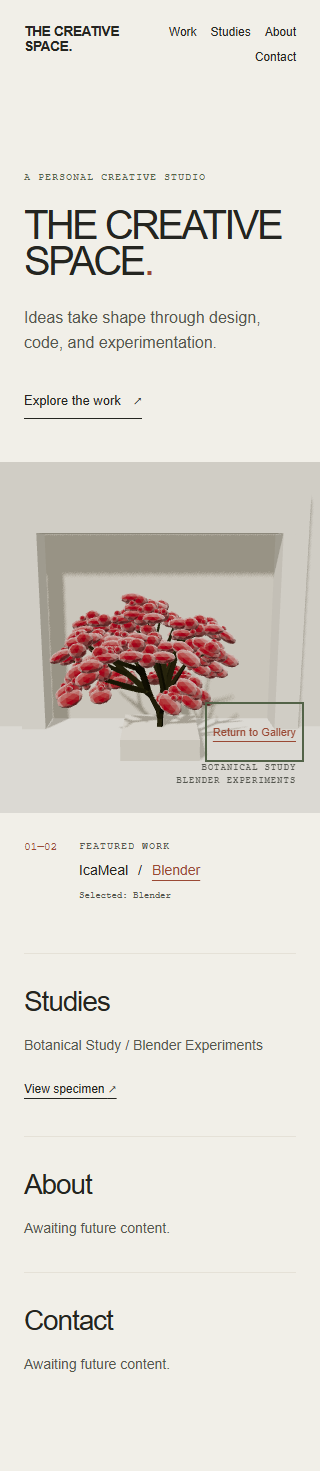 THE CREATIVE
SPACE.
Work Studies About
Contact
A PERSONAL CREATIVE STUDIO
THE CREATIVE
SPACE.
Ideas take shape through design,
code, and experimentation.
Explore the work ↗
Return to Gallery
BOTANICAL STUDY
BLENDER EXPERIMENTS
01—02
FEATURED WORK
IcaMeal / Blender
Selected: Blender
Studies
Botanical Study / Blender Experiments
View specimen ↗
About
Awaiting future content.
Contact
Awaiting future content.